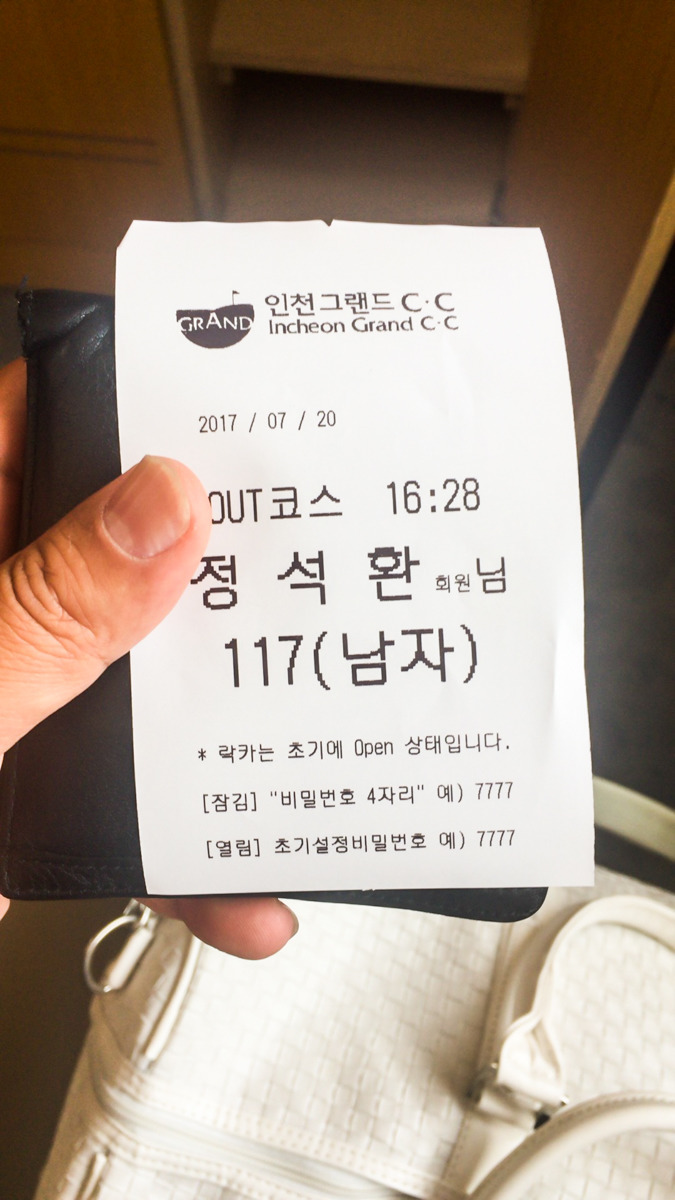 GRAND
인천그랜드 C·C
Incheon Grand C·C
2017 / 07 / 20
OUT코스 16:28
정 석 환 회원님
117(남자)
* 락카는 초기에 Open 상태입니다.
[잠김] "비밀번호 4자리" 예) 7777
[열림] 초기설정비밀번호 예) 7777